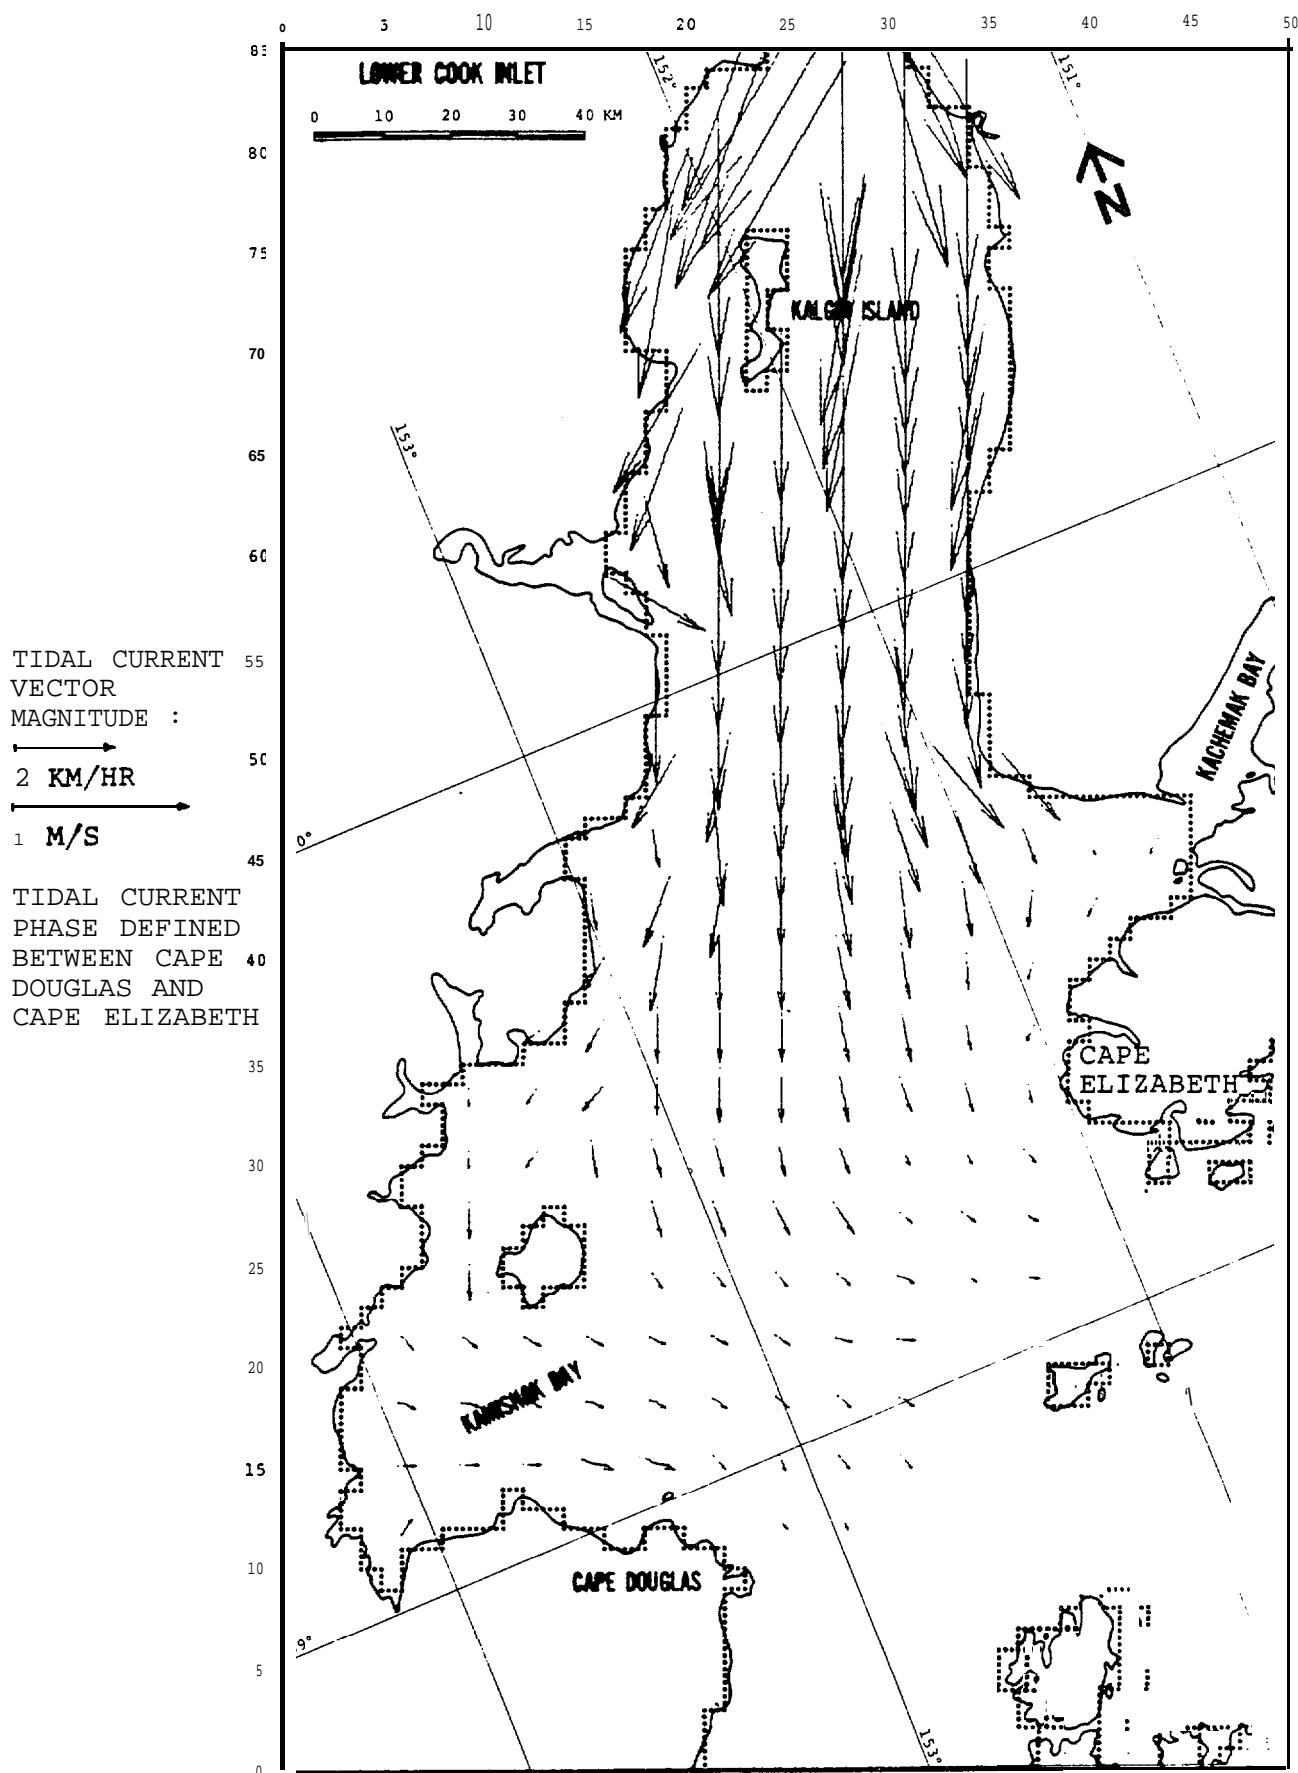 0 3 10 15 20 25 30 35 40 45 50
85
LOWER COOK INLET
0 10 20 30 40 KM
152°
151°
N
80
75
KALGIN ISLAND
70
153°
65
60
TIDAL CURRENT
VECTOR
MAGNITUDE :
2 KM/HR
1 M/S
55
KACHEMAK BAY
50
0°
45
TIDAL CURRENT
PHASE DEFINED
BETWEEN CAPE
DOUGLAS AND
CAPE ELIZABETH
40
CAPE
ELIZABETH
35
30
25
20
KAMISHAK BAY
15
10
CAPE DOUGLAS
9°
5
153°
0